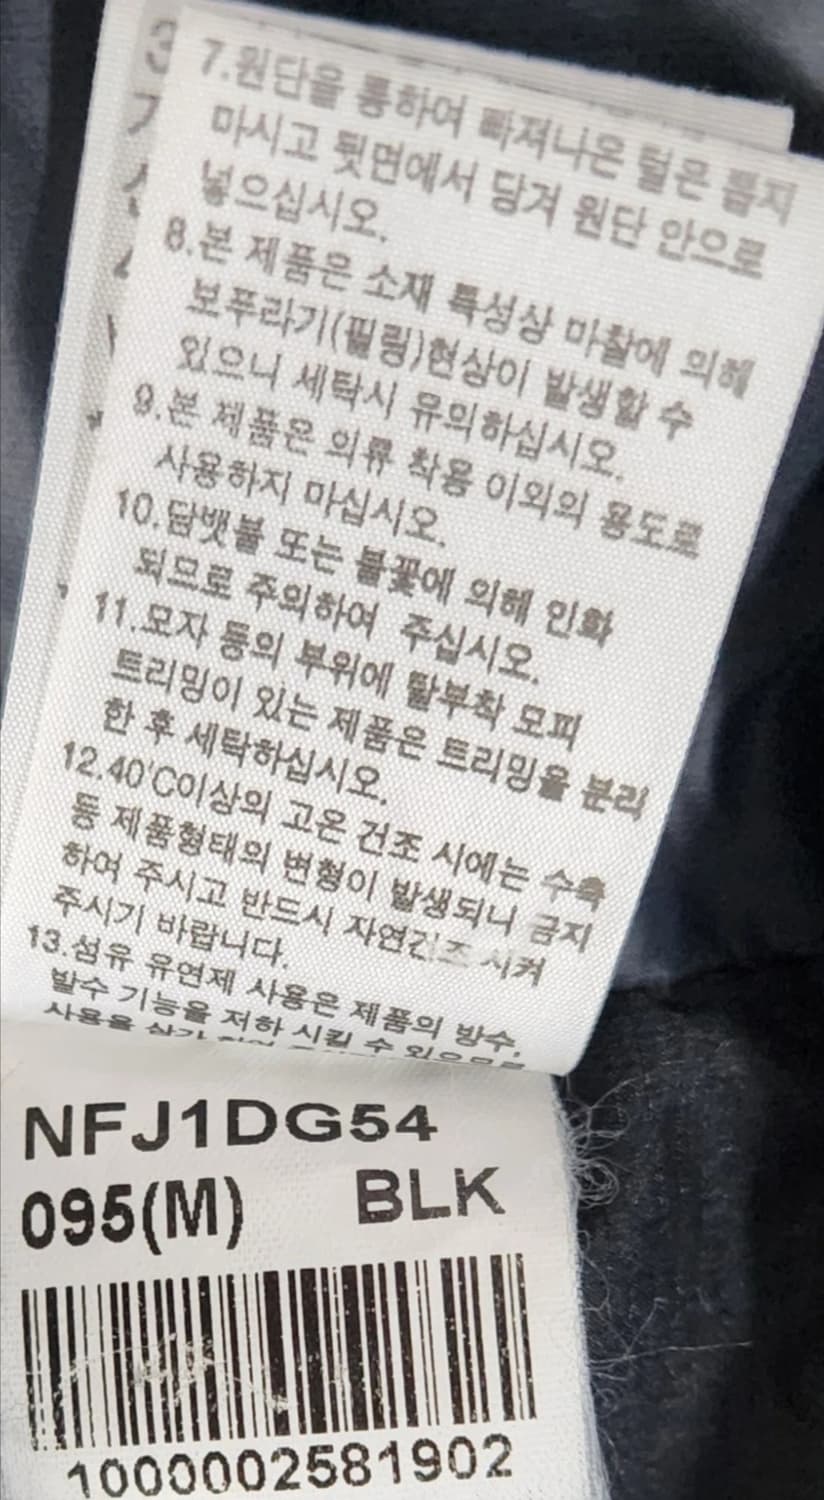 7.원단을 통하여 빠져나온 털은 뽑지
마시고 뒷면에서 당겨 원단 안으로
넣으십시오.
8.본 제품은 소재 특성상 마찰에 의해
보푸라기(필링)현상이 발생할 수
있으니 세탁시 유의하십시오.
9.본 제품은 의류 착용 이외의 용도로
사용하지 마십시오.
10.담뱃불 또는 불꽃에 의해 인화
되므로 주의하여 주십시오.
11.모자 등의 부위에 탈부착 모피
트리밍이 있는 제품은 트리밍을 분리
한 후 세탁하십시오.
12.40'C이상의 고온 건조 시에는 수축
등 제품형태의 변형이 발생되니 금지
하여 주시고 반드시 자연건조 시켜
주시기 바랍니다.
13.섬유 유연제 사용은 제품의 방수,
발수 기능을 저하 시킬 수 있으므로
사용을 삼가
NFJ1DG54
095(M) BLK
1000002581902